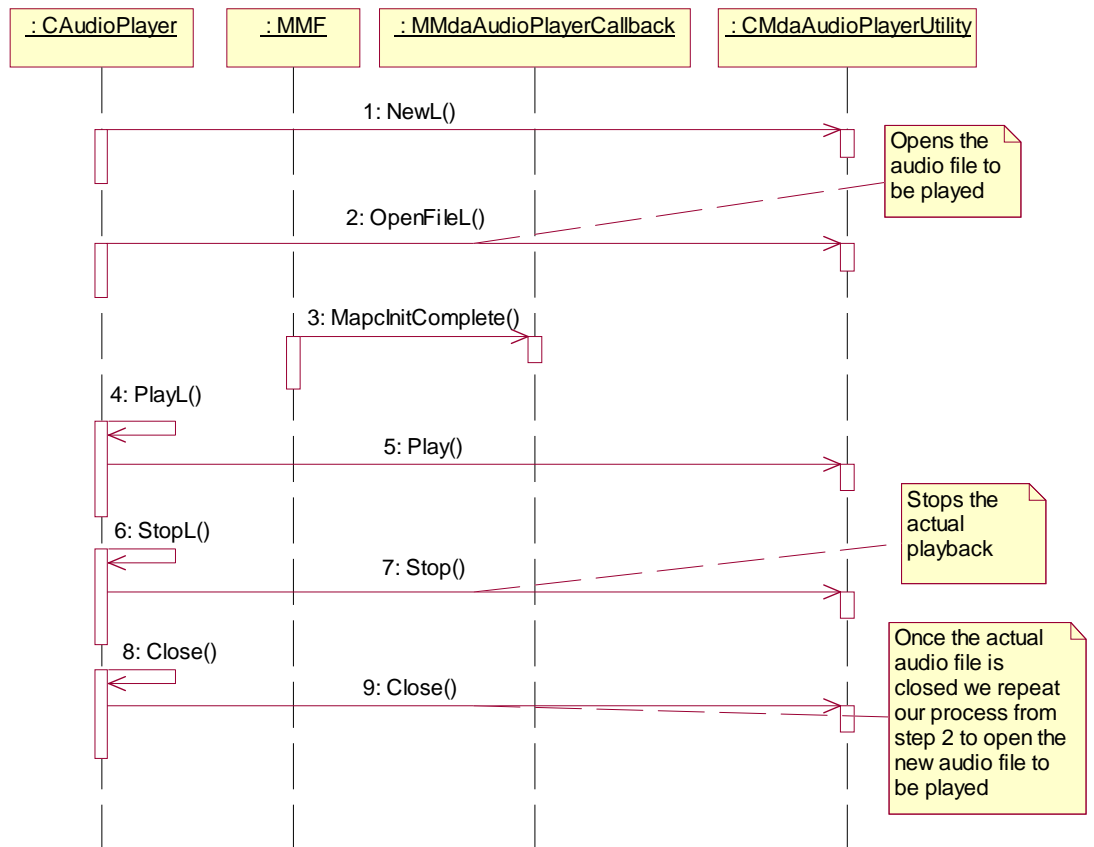 : CAudioPlayer
: MMF
: MMdaAudioPlayerCallback
: CMdaAudioPlayerUtility
1: NewL()
Opens the
audio file to
be played
2: OpenFileL()
3: MapcInitComplete()
4: PlayL()
5: Play()
Stops the
actual
playback
6: StopL()
7: Stop()
Once the actual
audio file is
closed we repeat
our process from
step 2 to open the
new audio file to
be played
8: Close()
9: Close()